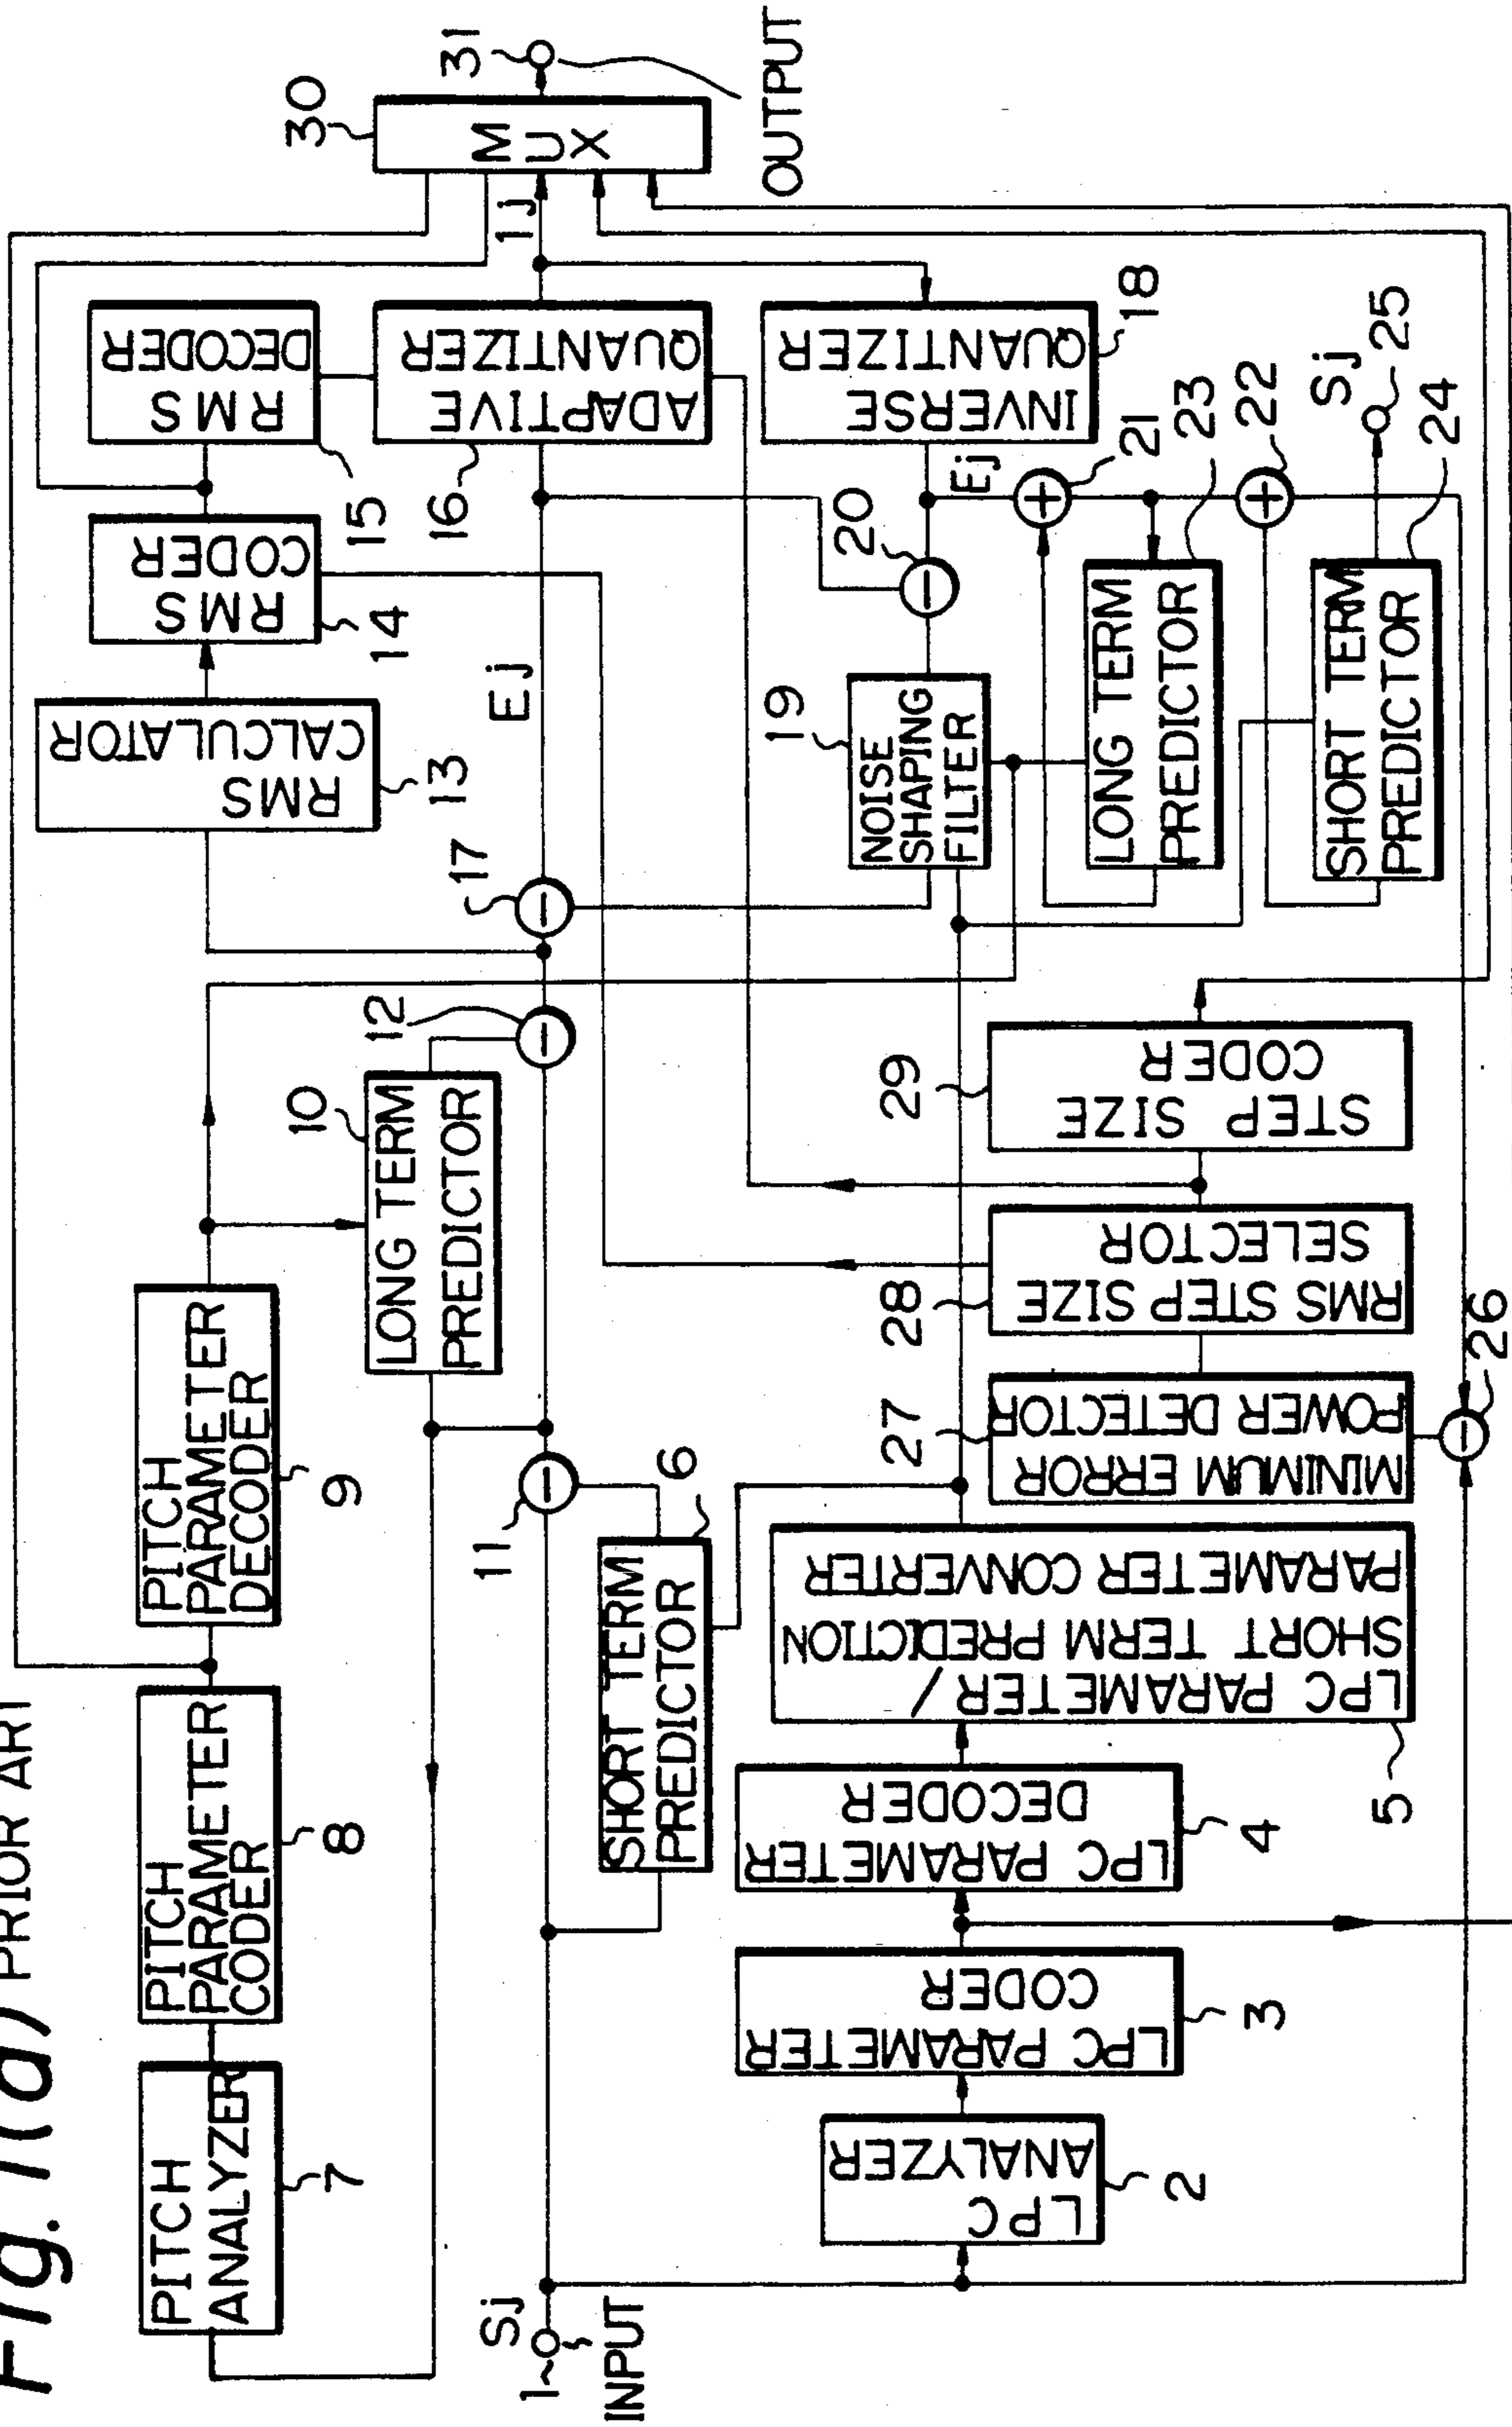 Fig. 1(a) PRIOR ART
PITCH
ANALYZER
7
PITCH
PARAMETER
CODER
8
PITCH
PARAMETER
DECODER
9
LONG TERM
PREDICTOR
10
RMS
CALCULATOR
13
RMS
CODER
14
RMS
DECODER
15
ADAPTIVE
QUANTIZER
16
30
MUX
31
OUTPUT
Ij
Sj
1
INPUT
11
12
17
Ej
SHORT TERM
PREDICTOR
6
NOISE
SHAPING
FILTER
19
20
INVERSE
QUANTIZER
18
Ej
21
LONG TERM
PREDICTOR
23
22
SHORT TERM
PREDICTOR
24
Sj
25
LPC
ANALYZER
2
LPC PARAMETER
CODER
3
LPC PARAMETER
DECODER
4
LPC PARAMETER /
SHORT TERM PREDICTION
PARAMETER CONVERTER
5
MINIMUM ERROR
POWER DETECTOR
27
RMS STEP SIZE
SELECTOR
28
STEP SIZE
CODER
29
26